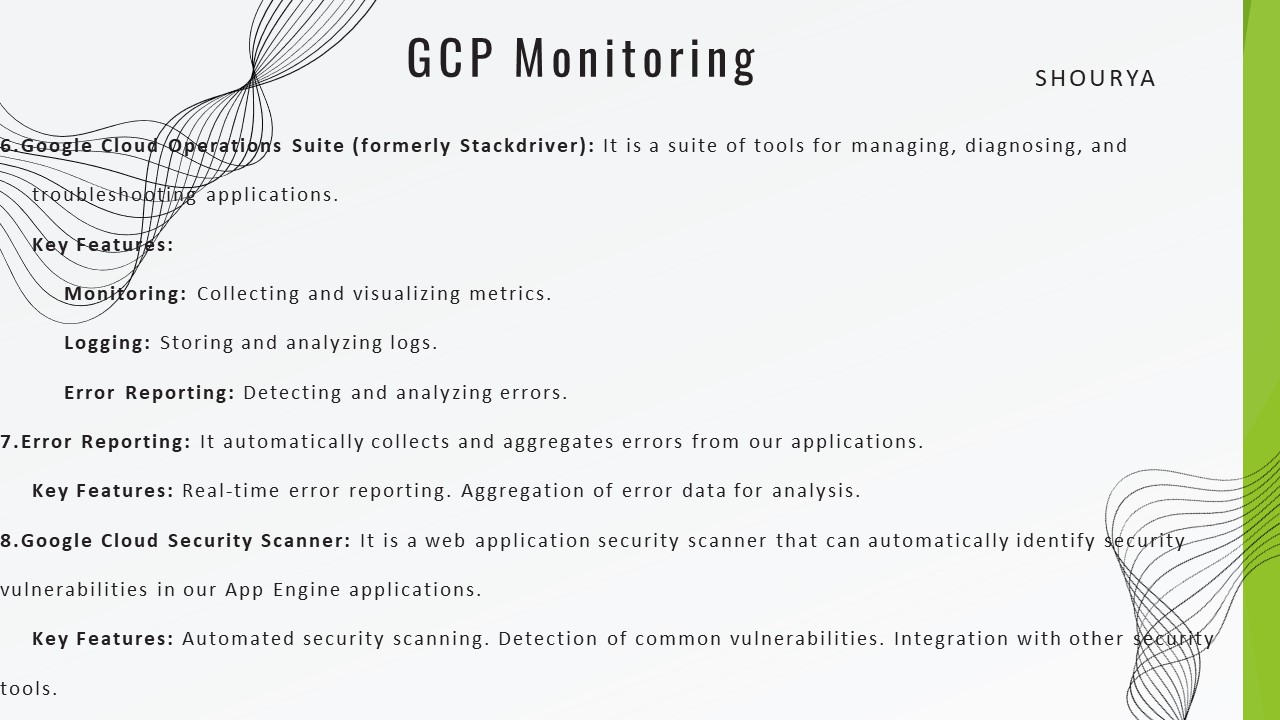 GCP Monitoring
SHOURYA
6.Google Cloud Operations Suite (formerly Stackdriver): It is a suite of tools for managing, diagnosing, and
troubleshooting applications.
Key Features:
Monitoring: Collecting and visualizing metrics.
Logging: Storing and analyzing logs.
Error Reporting: Detecting and analyzing errors.
7.Error Reporting: It automatically collects and aggregates errors from our applications.
Key Features: Real-time error reporting. Aggregation of error data for analysis.
8.Google Cloud Security Scanner: It is a web application security scanner that can automatically identify security
vulnerabilities in our App Engine applications.
Key Features: Automated security scanning. Detection of common vulnerabilities. Integration with other security
tools.